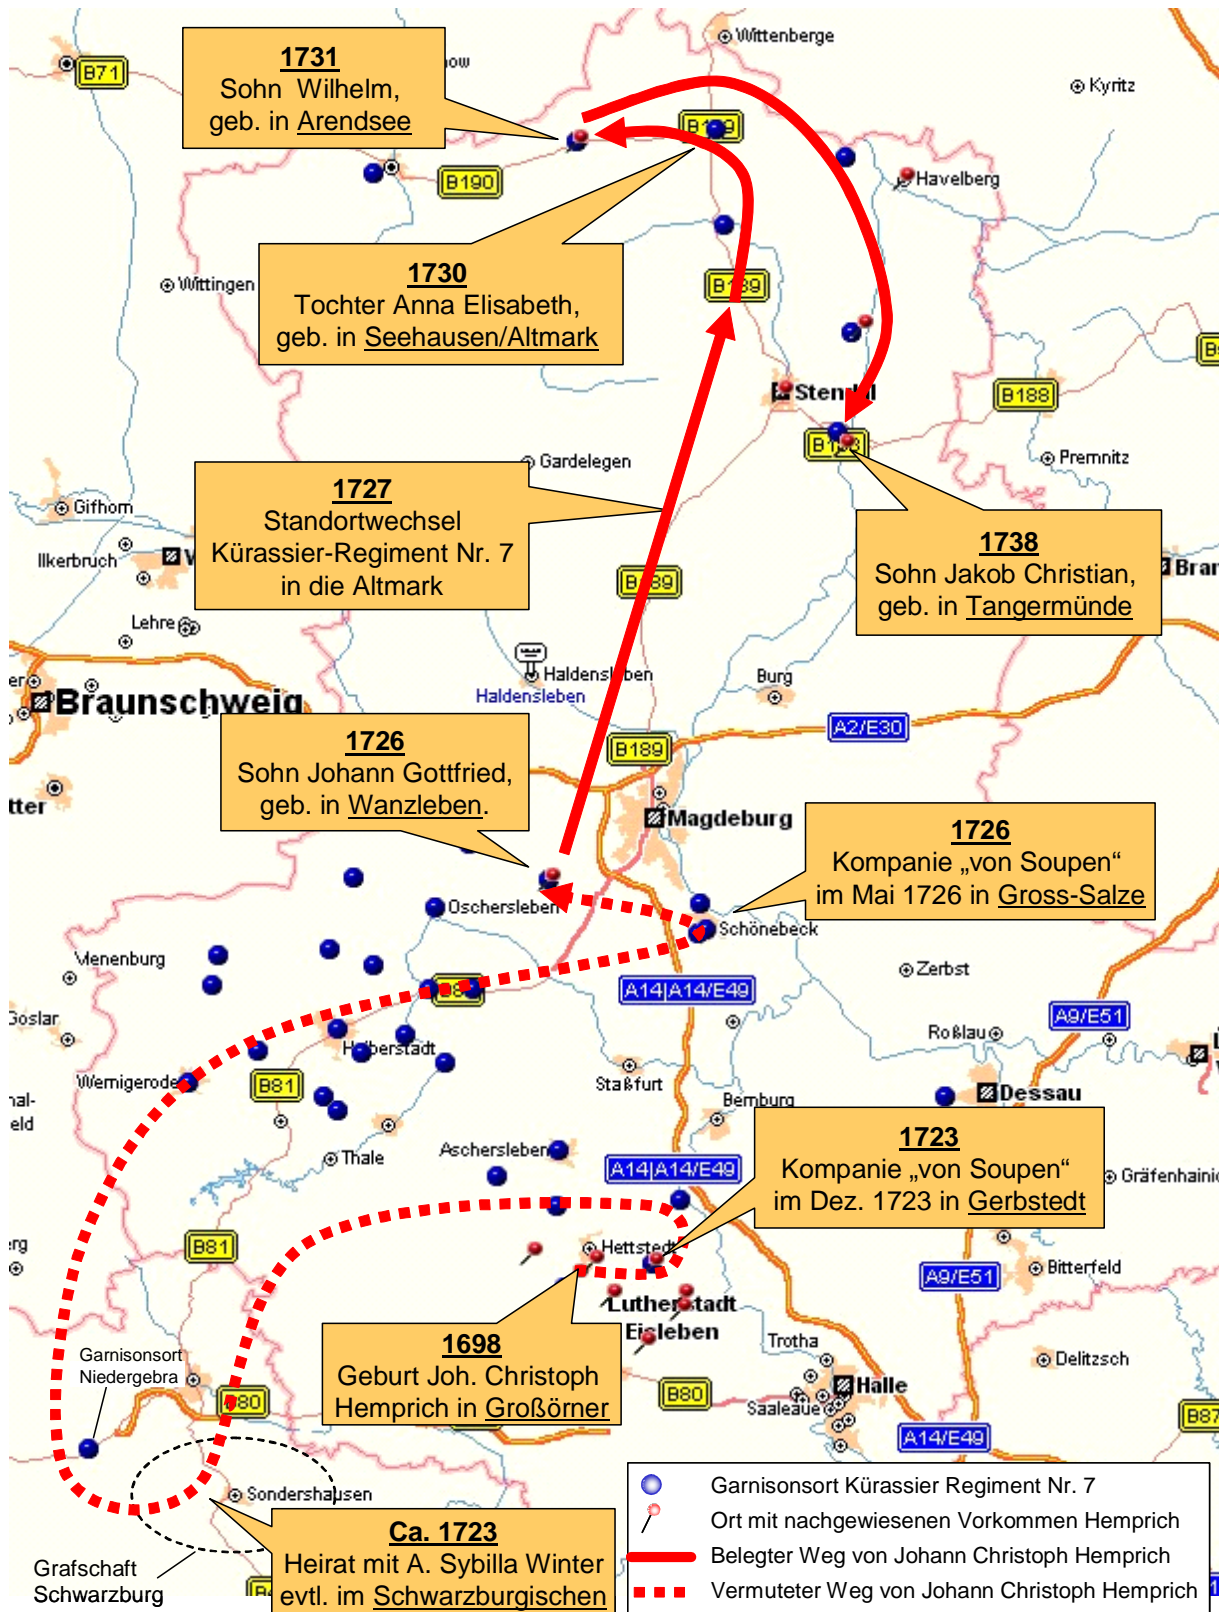 Wittenberge
B71
1731
Sohn Wilhelm,
geb. in Arendsee
Kyritz
B190
Havelberg
1730
Tochter Anna Elisabeth,
geb. in Seehausen/Altmark
Wittingen
B189
Stendal
B188
Gardelegen
Premnitz
1727
Standortwechsel
Kürassier-Regiment Nr. 7
in die Altmark
Gifhorn
Ilkerbruch
1738
Sohn Jakob Christian,
geb. in Tangermünde
Bran
B189
Lehre
Haldensleben
Haldensleben
Burg
Braunschweig
A2/E30
B189
1726
Sohn Johann Gottfried,
geb. in Wanzleben.
tter
Magdeburg
1726
Kompanie „von Soupen“
im Mai 1726 in Gross-Salze
Oschersleben
Schönebeck
Vienenburg
Zerbst
A14|A14/E49
A9/E51
Goslar
Roßlau
Halberstadt
Wernigerode
B81
Staßfurt
Dessau
Bernburg
eld
1723
Kompanie „von Soupen“
im Dez. 1723 in Gerbstedt
Aschersleben
Thale
A14|A14/E49
Gräfenhainic
erg
B81
Hettstedt
A9/E51
Bitterfeld
Lutherstadt
Eisleben
1698
Geburt Joh. Christoph
Hemprich in Großörner
Trotha
Delitzsch
Garnisonsort
Niedergebra
B80
B80
Halle
Saaleaue
B87
A14/E49
Sondershausen
Ca. 1723
Heirat mit A. Sybilla Winter
evtl. im Schwarzburgischen
Grafschaft
Schwarzburg
Garnisonsort Kürassier Regiment Nr. 7
Ort mit nachgewiesenen Vorkommen Hemprich
Belegter Weg von Johann Christoph Hemprich
Vermuteter Weg von Johann Christoph Hemprich